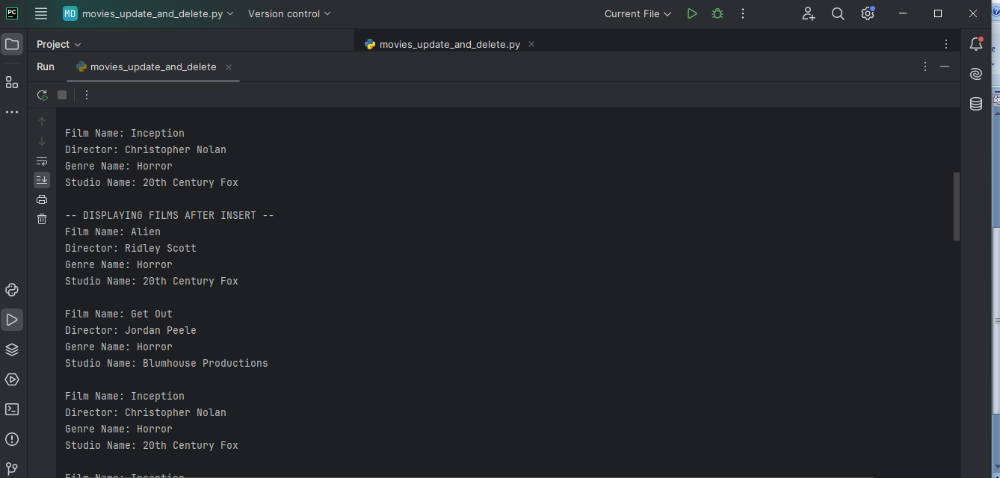 PC
MD movies_update_and_delete.py Version control Current File
Project movies_update_and_delete.py
Run movies_update_and_delete
Film Name: Inception
Director: Christopher Nolan
Genre Name: Horror
Studio Name: 20th Century Fox
-- DISPLAYING FILMS AFTER INSERT --
Film Name: Alien
Director: Ridley Scott
Genre Name: Horror
Studio Name: 20th Century Fox
Film Name: Get Out
Director: Jordan Peele
Genre Name: Horror
Studio Name: Blumhouse Productions
Film Name: Inception
Director: Christopher Nolan
Genre Name: Horror
Studio Name: 20th Century Fox
Film Name: Inception